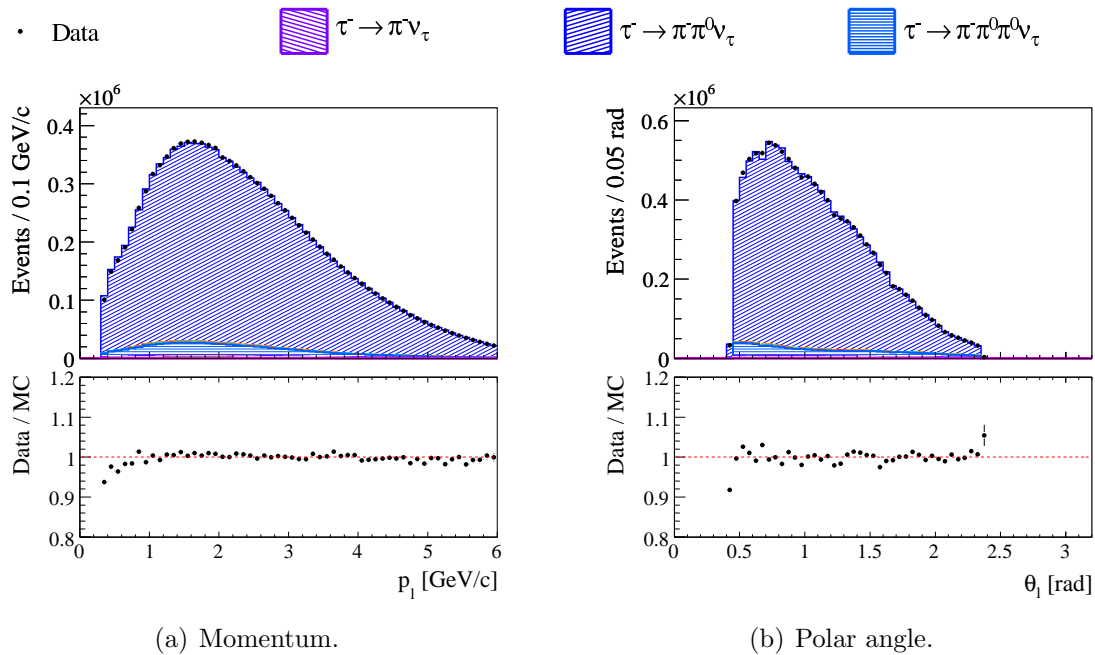 Data
τ⁻ → π⁻ν_τ
τ⁻ → π⁻π⁰ν_τ
τ⁻ → π⁻π⁰π⁰ν_τ
×10⁶
Events / 0.1 GeV/c
0.4
0.3
0.2
0.1
0
Data / MC
1.2
1.1
1
0.9
0.8
0 1 2 3 4 5 6
p_l [GeV/c]
(a) Momentum.
×10⁶
Events / 0.05 rad
0.6
0.4
0.2
0
Data / MC
1.2
1.1
1
0.9
0.8
0 0.5 1 1.5 2 2.5 3
θ_l [rad]
(b) Polar angle.